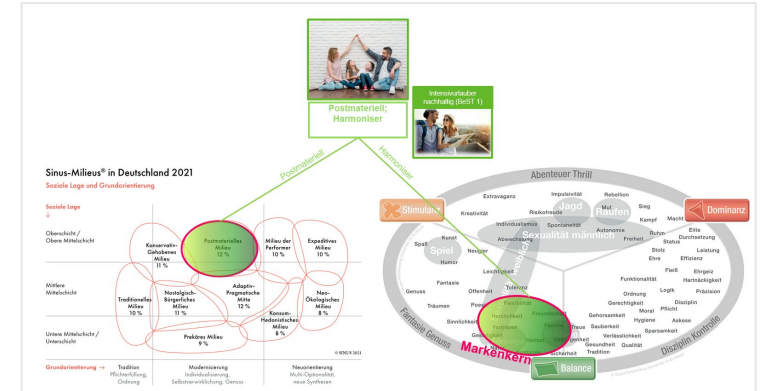 Postmateriell;
Harmoniser
Intensivurlauber
nachhaltig (BeST 1)
Postmateriell
Harmoniser
Sinus-Milieus® in Deutschland 2021
Soziale Lage und Grundorientierung
Soziale Lage
↓
Oberschicht /
Obere Mittelschicht
Mittlere
Mittelschicht
Untere Mittelschicht /
Unterschicht
Konservativ-
Gehobenes
Milieu
11 %
Postmaterielles
Milieu
12 %
Milieu der
Performer
10 %
Expeditives
Milieu
10 %
Traditionelles
Milieu
10 %
Nostalgisch-
Bürgerliches
Milieu
11 %
Adaptiv-
Pragmatische
Mitte
12 %
Konsum-
Hedonistisches
Milieu
8 %
Neo-
Ökologisches
Milieu
8 %
Prekäres Milieu
9 %
© SINUS 2021
Grundorientierung →
Tradition
Pflichterfüllung,
Ordnung
Modernisierung
Individualisierung,
Selbstverwirklichung, Genuss
Neuorientierung
Multi-Optionalität,
neue Synthesen
Abenteuer Thrill
Stimulanz
Dominanz
Extravaganz
Impulsivität
Rebellion
Kreativität
Risikofreude
Jagd
Mut
Raufen
Sieg
Kampf
Macht
Individualismus
Spontaneität
Autonomie
Ruhm
Elite
Durchsetzung
Status
Freiheit
Stolz
Logik
Ehre
Effizienz
Sexualität männlich
Abwechslung
Kunst
Spaß
Spiel
Neugier
Humor
Leichtigkeit
Fleiß
Ehrgeiz
Funktionalität
Hartnäckigkeit
Fantasie
Toleranz
Genuss
Offenheit
Ordnung
Präzision
Träumen
Gerechtigkeit
Disziplin
Moral
Pflicht
Sinnlichkeit
Herzlichkeit
Vertrauen
Gehorsamkeit
Hygiene
Askese
Treue
Sauberkeit
Sparsamkeit
Verlässlichkeit
Heimat
Gesundheit
Qualität
Sicherheit
Tradition
Fantasie Genuss
Disziplin Kontrolle
Markenkern
Balance